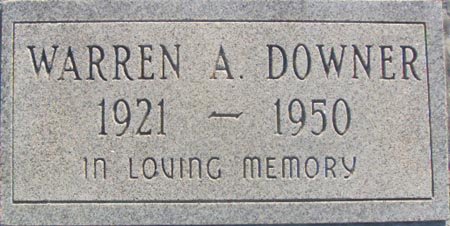 WARREN A. DOWNER
1921 — 1950
IN LOVING MEMORY